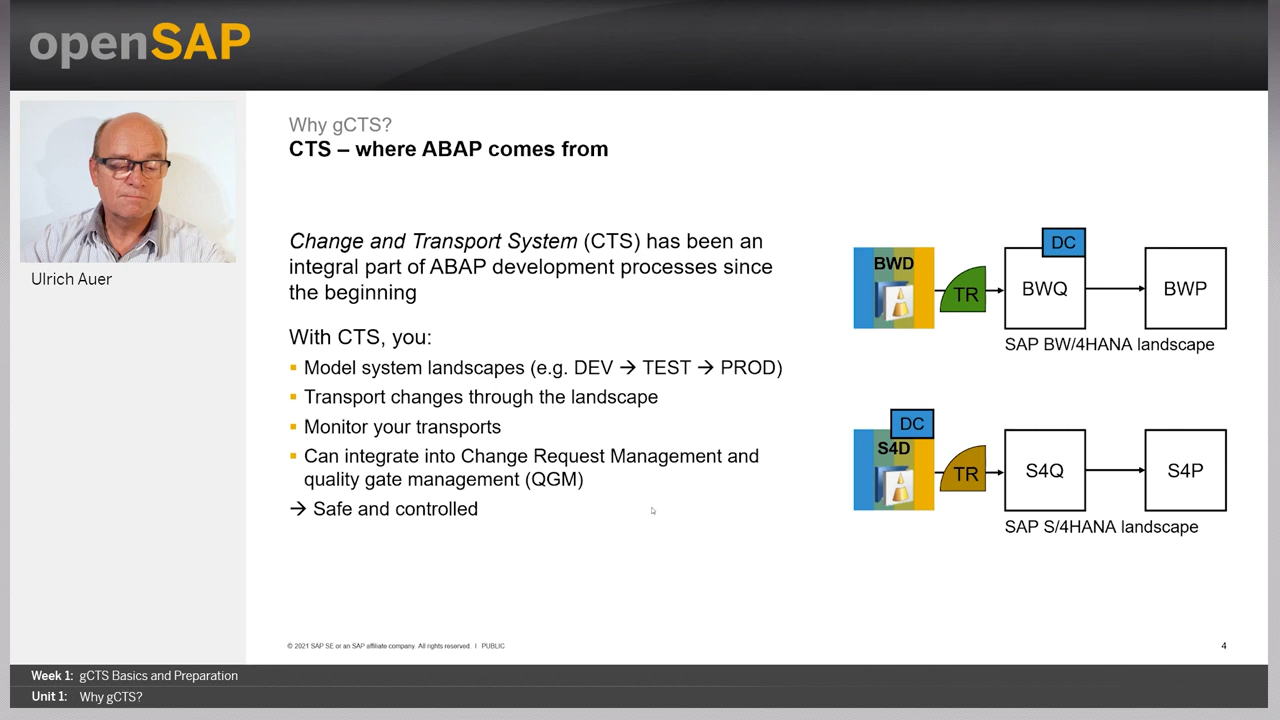 openSAP
Ulrich Auer
Why gCTS?
CTS – where ABAP comes from
Change and Transport System (CTS) has been an
integral part of ABAP development processes since
the beginning
With CTS, you:
▪ Model system landscapes (e.g. DEV → TEST → PROD)
▪ Transport changes through the landscape
▪ Monitor your transports
▪ Can integrate into Change Request Management and
quality gate management (QGM)
→ Safe and controlled
DC
BWD
TR
BWQ
BWP
SAP BW/4HANA landscape
DC
S4D
TR
S4Q
S4P
SAP S/4HANA landscape
© 2021 SAP SE or an SAP affiliate company. All rights reserved. I PUBLIC
4
Week 1: gCTS Basics and Preparation
Unit 1: Why gCTS?